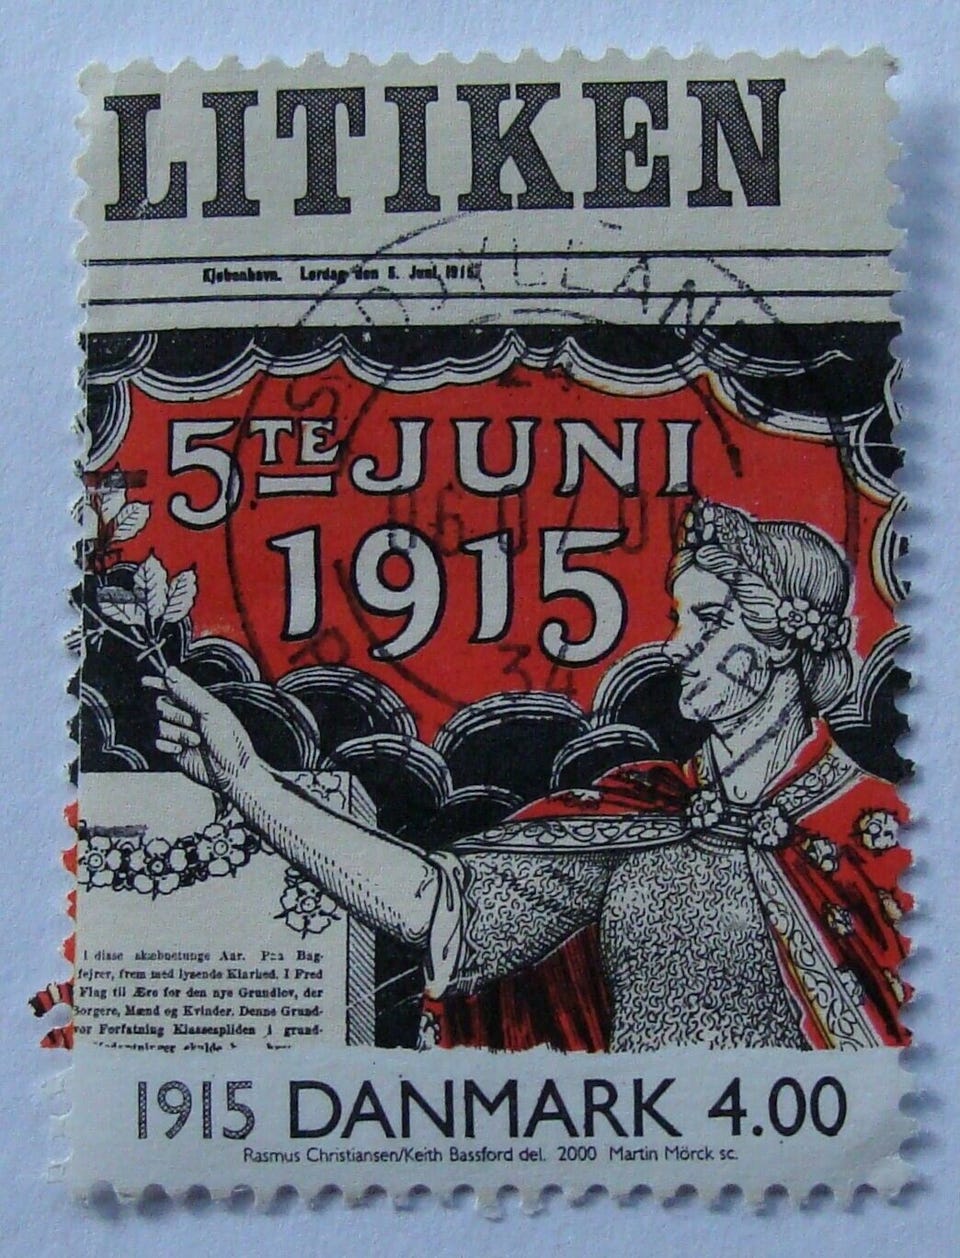 LITIKEN
Kjøbenhavn. Lørdag den 5. Juni, 1915.
5TE JUNI
1915
I disse skæbnetunge Aar. Paa Bag-
fejrer, frem med lysende Klarhed. I Fred
Flag til Ære for den nye Grundlov, der
Borgere, Mænd og Kvinder. Denne Grund-
vor Forfatning Klassespliden i grund-
skulde
1915 DANMARK 4.00
Rasmus Christiansen/Keith Bassford del. 2000 Martin Mörck sc.